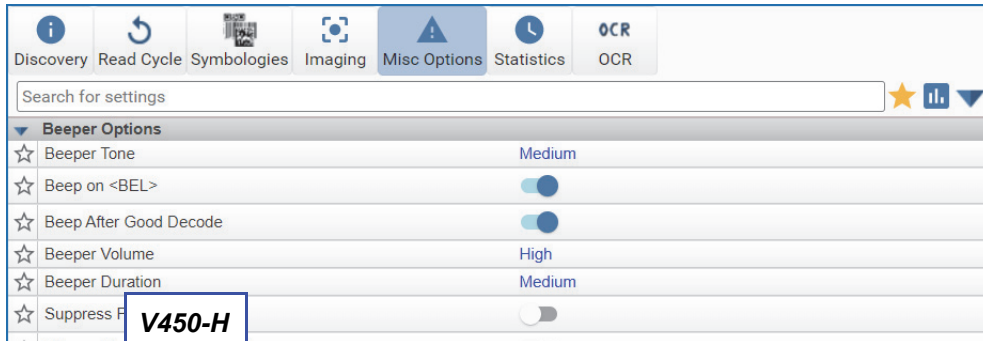 OCR
Discovery Read Cycle Symbologies Imaging Misc Options Statistics OCR
Search for settings
Beeper Options
Beeper Tone Medium
Beep on <BEL>
Beep After Good Decode
Beeper Volume High
Beeper Duration Medium
Suppress
V450-H